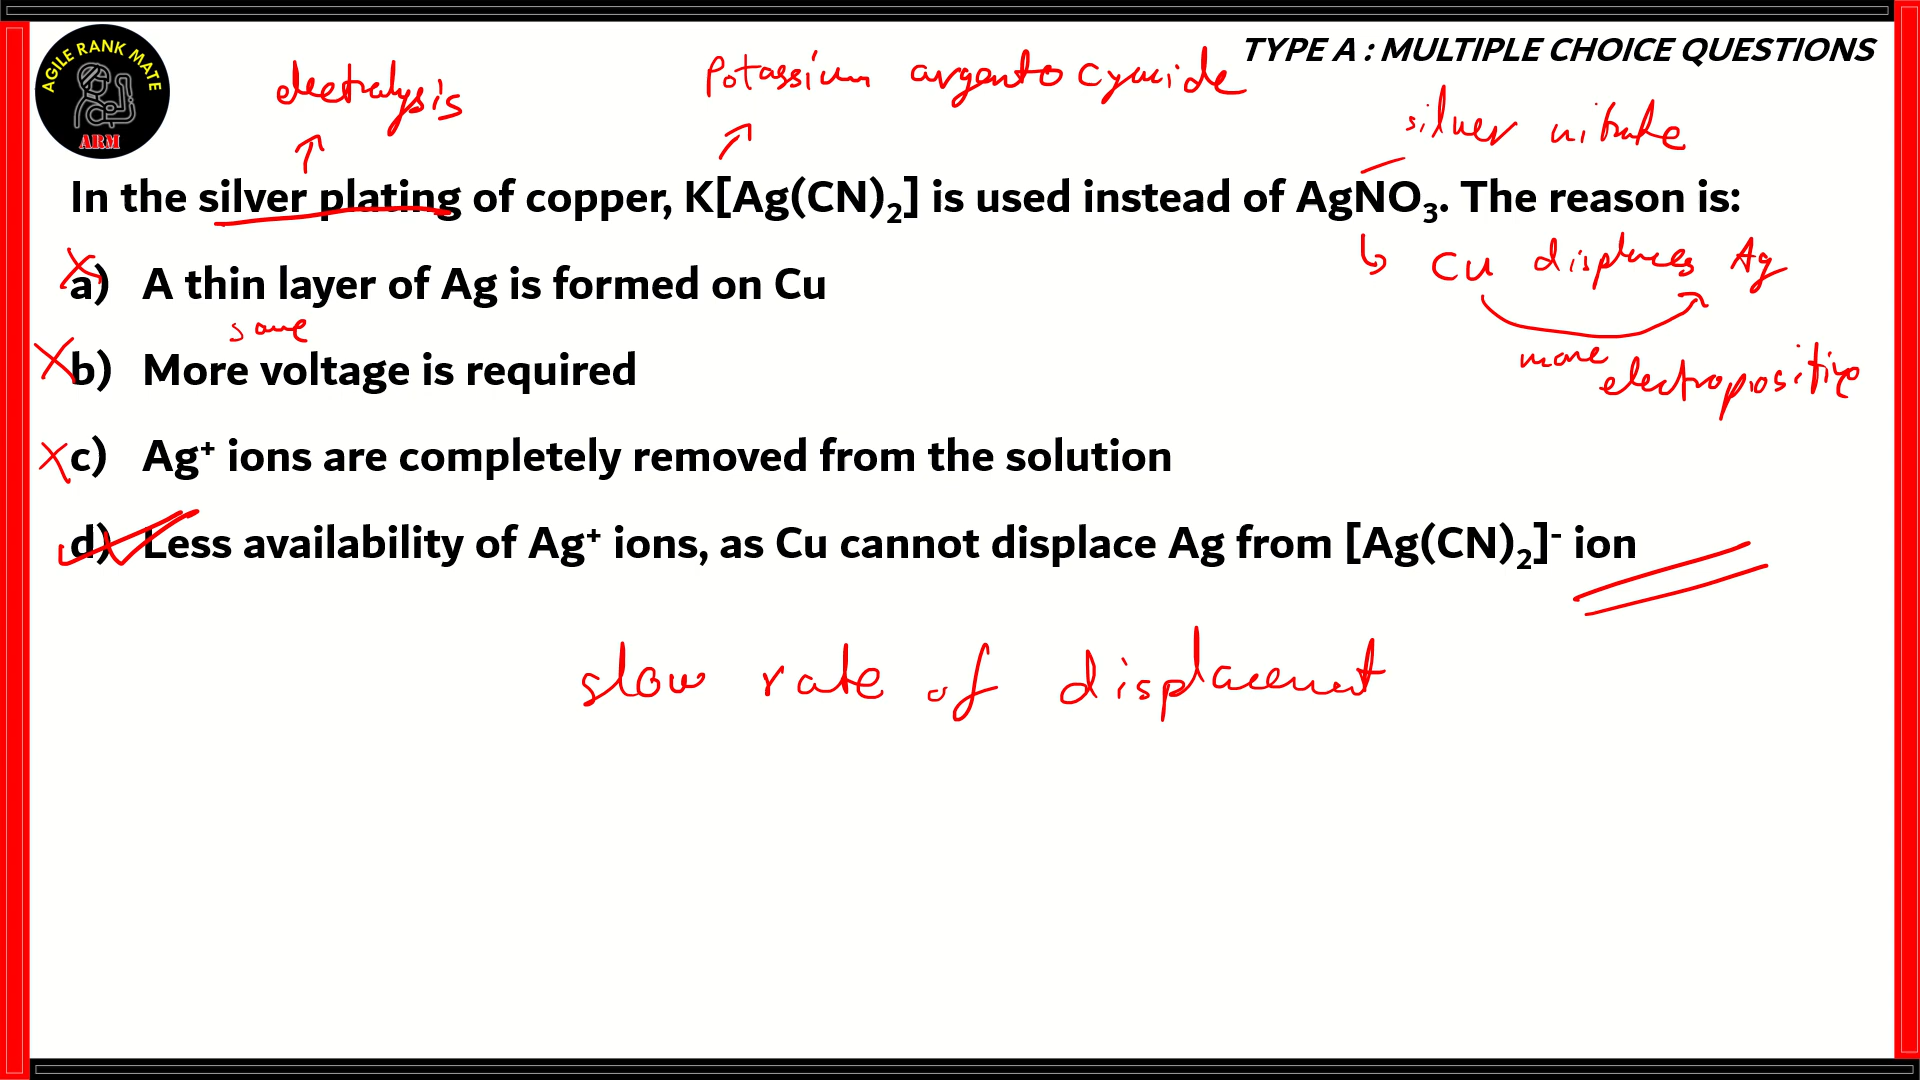 AGILE RANK MATE
ARM
TYPE A : MULTIPLE CHOICE QUESTIONS
electrolysis
Potassium argento cyanide
silver nitrate
In the silver plating of copper, K[Ag(CN)₂] is used instead of AgNO₃. The reason is:
Cu displaces Ag
more electropositive
a) A thin layer of Ag is formed on Cu
same
b) More voltage is required
c) Ag⁺ ions are completely removed from the solution
d) Less availability of Ag⁺ ions, as Cu cannot displace Ag from [Ag(CN)₂]⁻ ion
slow rate of displacement